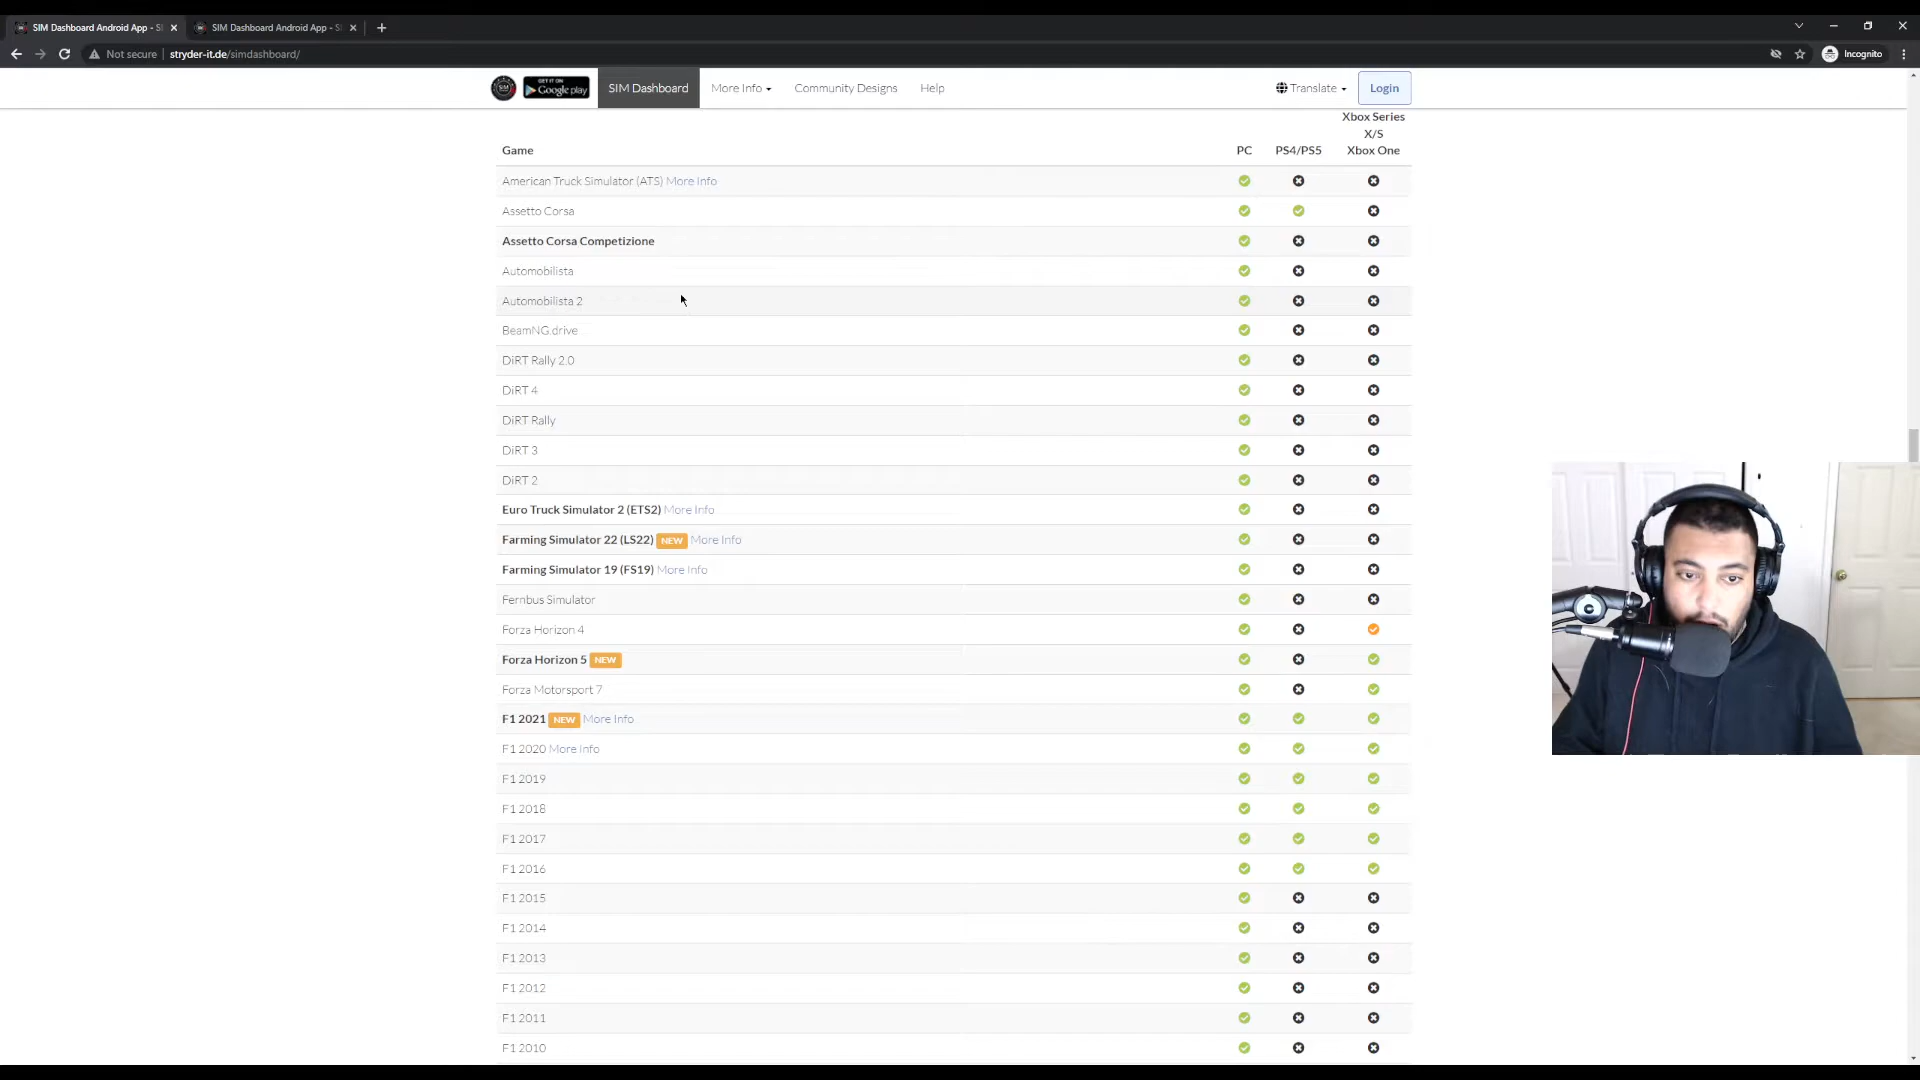 SIM Dashboard Android App - S
SIM Dashboard Android App - S
Not secure
stryder-it.de/simdashboard/
Incognito
SIM
GET IT ON
Google play
SIM Dashboard
More Info
Community Designs
Help
Translate
Login
Game
PC
PS4/PS5
Xbox Series
X/S
Xbox One
American Truck Simulator (ATS) More Info
Assetto Corsa
Assetto Corsa Competizione
Automobilista
Automobilista 2
BeamNG drive
DiRT Rally 2.0
DiRT 4
DiRT Rally
DiRT 3
DiRT 2
Euro Truck Simulator 2 (ETS2) More Info
Farming Simulator 22 (LS22) NEW More Info
Farming Simulator 19 (FS19) More Info
Fernbus Simulator
Forza Horizon 4
Forza Horizon 5 NEW
Forza Motorsport 7
F1 2021 NEW More Info
F1 2020 More Info
F1 2019
F1 2018
F1 2017
F1 2016
F1 2015
F1 2014
F1 2013
F1 2012
F1 2011
F1 2010